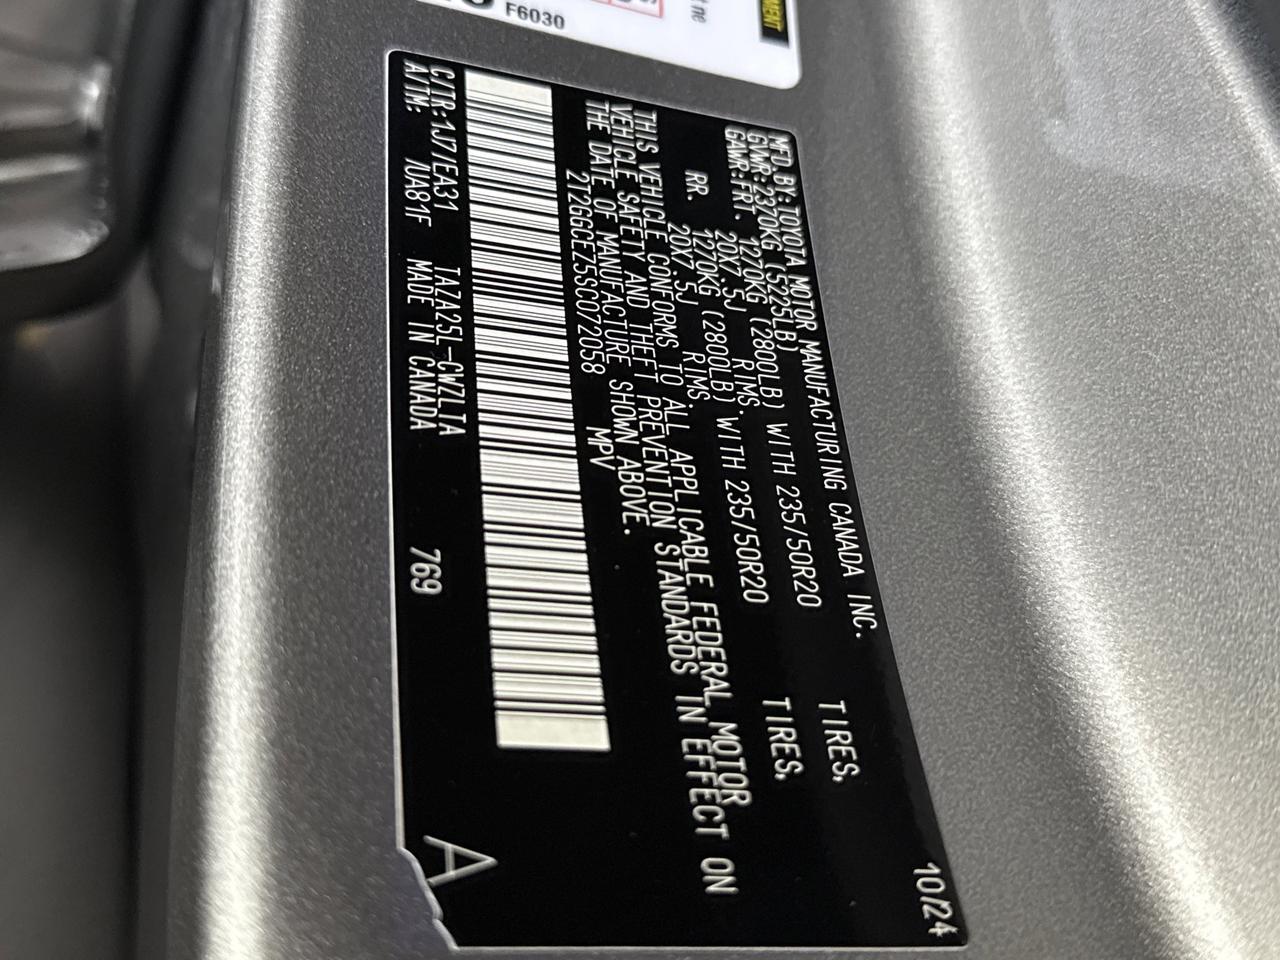 F6030
MFD.BY:TOYOTA MOTOR MANUFACTURING CANADA INC. 10/24
GVWR:2370KG (5225LB)
GAWR:FRT. 1270KG (2800LB) WITH 235/50R20 TIRES,
20X7.5J RIMS.
RR. 1270KG (2800LB) WITH 235/50R20 TIRES,
20X7.5J RIMS.
THIS VEHICLE CONFORMS TO ALL APPLICABLE FEDERAL MOTOR
VEHICLE SAFETY AND THEFT PREVENTION STANDARDS IN EFFECT ON
THE DATE OF MANUFACTURE SHOWN ABOVE.
2T2GGCEZ5SC072058 MPV
C/TR:1J7/EA31 TAZA25L-CWZLTA
A/TM: /UA81F MADE IN CANADA 769
A